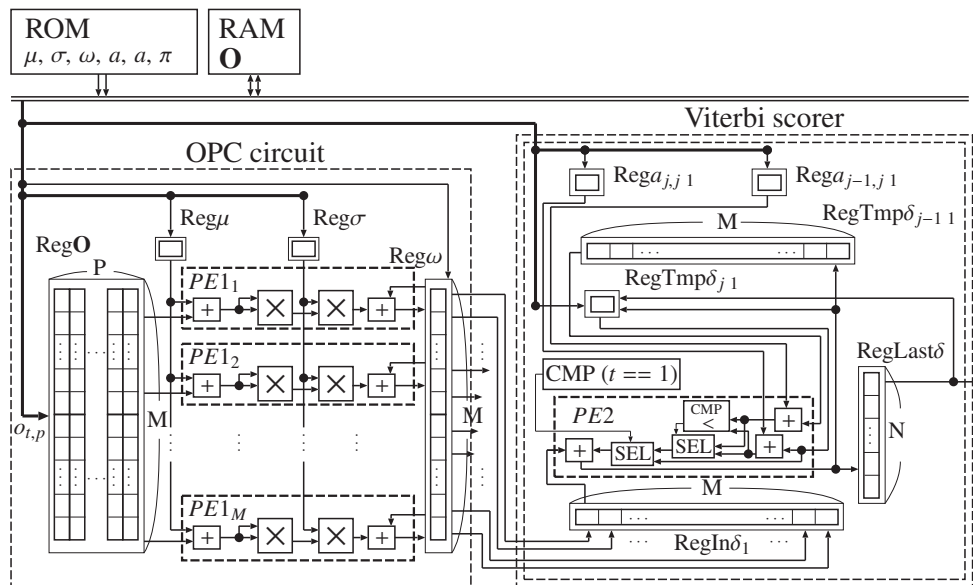 ROM
μ, σ, ω, a, a, π
RAM
O
Viterbi scorer
OPC circuit
Rega_{j,j 1}
Rega_{j-1,j 1}
Regμ
Regσ
M
RegTmpδ_{j-1 1}
RegO
P
Regω
RegTmpδ_{j 1}
PE1_1
PE1_2
PE1_M
+ × × +
+ × × +
+ × × +
M
M
o_{t,p}
RegLastδ
N
CMP (t == 1)
PE2
CMP
<
+
SEL
SEL
+
+
M
RegInδ_1